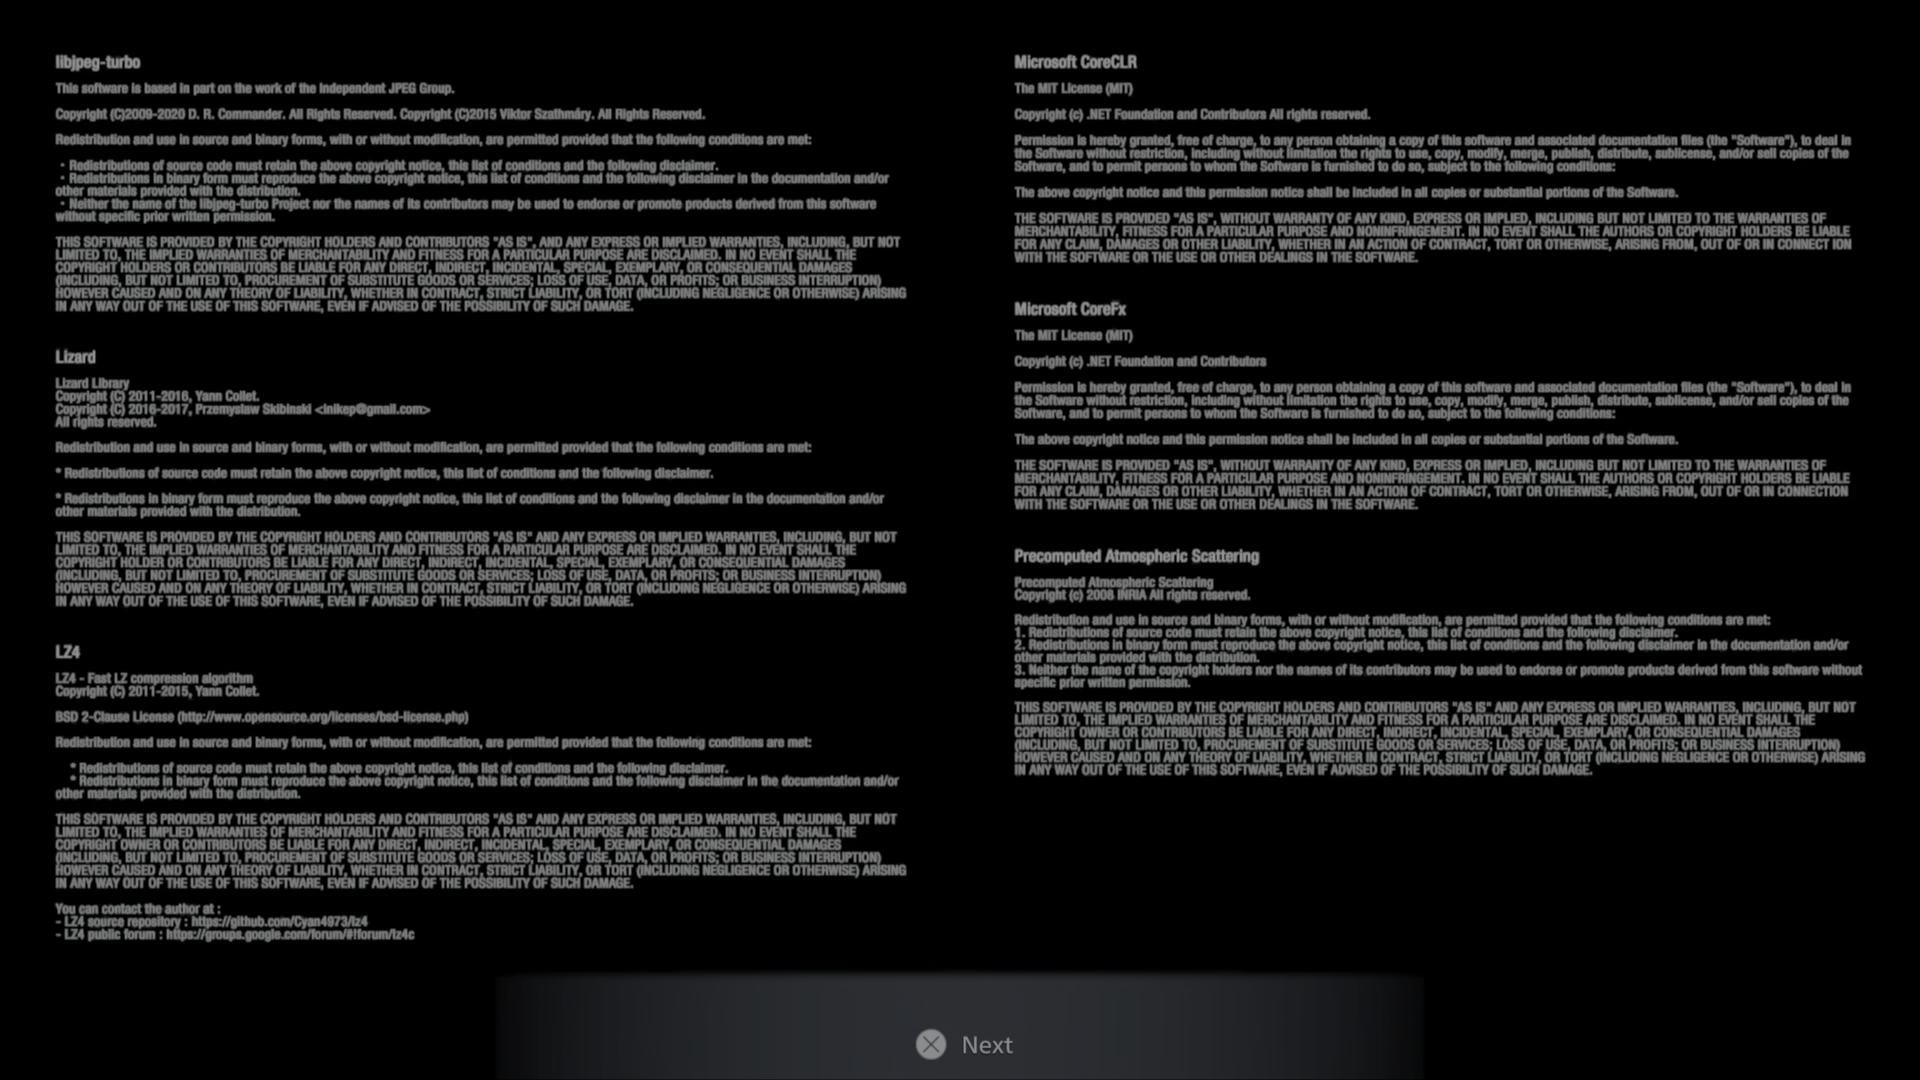 libjpeg-turbo
This software is based in part on the work of the Independent JPEG Group.
Copyright (C)2009-2020 D. R. Commander. All Rights Reserved. Copyright (C)2015 Viktor Szathmáry. All Rights Reserved.
Redistribution and use in source and binary forms, with or without modification, are permitted provided that the following conditions are met:
• Redistributions of source code must retain the above copyright notice, this list of conditions and the following disclaimer.
• Redistributions in binary form must reproduce the above copyright notice, this list of conditions and the following disclaimer in the documentation and/or
other materials provided with the distribution.
• Neither the name of the libjpeg-turbo Project nor the names of its contributors may be used to endorse or promote products derived from this software
without specific prior written permission.
THIS SOFTWARE IS PROVIDED BY THE COPYRIGHT HOLDERS AND CONTRIBUTORS "AS IS", AND ANY EXPRESS OR IMPLIED WARRANTIES, INCLUDING, BUT NOT
LIMITED TO, THE IMPLIED WARRANTIES OF MERCHANTABILITY AND FITNESS FOR A PARTICULAR PURPOSE ARE DISCLAIMED. IN NO EVENT SHALL THE
COPYRIGHT HOLDERS OR CONTRIBUTORS BE LIABLE FOR ANY DIRECT, INDIRECT, INCIDENTAL, SPECIAL, EXEMPLARY, OR CONSEQUENTIAL DAMAGES
(INCLUDING, BUT NOT LIMITED TO, PROCUREMENT OF SUBSTITUTE GOODS OR SERVICES; LOSS OF USE, DATA, OR PROFITS; OR BUSINESS INTERRUPTION)
HOWEVER CAUSED AND ON ANY THEORY OF LIABILITY, WHETHER IN CONTRACT, STRICT LIABILITY, OR TORT (INCLUDING NEGLIGENCE OR OTHERWISE) ARISING
IN ANY WAY OUT OF THE USE OF THIS SOFTWARE, EVEN IF ADVISED OF THE POSSIBILITY OF SUCH DAMAGE.
Lizard
Lizard Library
Copyright (C) 2011-2016, Yann Collet.
Copyright (C) 2016-2017, Przemyslaw Skibinski <inikep@gmail.com>
All rights reserved.
Redistribution and use in source and binary forms, with or without modification, are permitted provided that the following conditions are met:
* Redistributions of source code must retain the above copyright notice, this list of conditions and the following disclaimer.
* Redistributions in binary form must reproduce the above copyright notice, this list of conditions and the following disclaimer in the documentation and/or
other materials provided with the distribution.
THIS SOFTWARE IS PROVIDED BY THE COPYRIGHT HOLDERS AND CONTRIBUTORS "AS IS" AND ANY EXPRESS OR IMPLIED WARRANTIES, INCLUDING, BUT NOT
LIMITED TO, THE IMPLIED WARRANTIES OF MERCHANTABILITY AND FITNESS FOR A PARTICULAR PURPOSE ARE DISCLAIMED. IN NO EVENT SHALL THE
COPYRIGHT HOLDER OR CONTRIBUTORS BE LIABLE FOR ANY DIRECT, INDIRECT, INCIDENTAL, SPECIAL, EXEMPLARY, OR CONSEQUENTIAL DAMAGES
(INCLUDING, BUT NOT LIMITED TO, PROCUREMENT OF SUBSTITUTE GOODS OR SERVICES; LOSS OF USE, DATA, OR PROFITS; OR BUSINESS INTERRUPTION)
HOWEVER CAUSED AND ON ANY THEORY OF LIABILITY, WHETHER IN CONTRACT, STRICT LIABILITY, OR TORT (INCLUDING NEGLIGENCE OR OTHERWISE) ARISING
IN ANY WAY OUT OF THE USE OF THIS SOFTWARE, EVEN IF ADVISED OF THE POSSIBILITY OF SUCH DAMAGE.
LZ4
LZ4 - Fast LZ compression algorithm
Copyright (C) 2011-2015, Yann Collet.
BSD 2-Clause License (http://www.opensource.org/licenses/bsd-license.php)
Redistribution and use in source and binary forms, with or without modification, are permitted provided that the following conditions are met:
* Redistributions of source code must retain the above copyright notice, this list of conditions and the following disclaimer.
* Redistributions in binary form must reproduce the above copyright notice, this list of conditions and the following disclaimer in the documentation and/or
other materials provided with the distribution.
THIS SOFTWARE IS PROVIDED BY THE COPYRIGHT HOLDERS AND CONTRIBUTORS "AS IS" AND ANY EXPRESS OR IMPLIED WARRANTIES, INCLUDING, BUT NOT
LIMITED TO, THE IMPLIED WARRANTIES OF MERCHANTABILITY AND FITNESS FOR A PARTICULAR PURPOSE ARE DISCLAIMED. IN NO EVENT SHALL THE
COPYRIGHT OWNER OR CONTRIBUTORS BE LIABLE FOR ANY DIRECT, INDIRECT, INCIDENTAL, SPECIAL, EXEMPLARY, OR CONSEQUENTIAL DAMAGES
(INCLUDING, BUT NOT LIMITED TO, PROCUREMENT OF SUBSTITUTE GOODS OR SERVICES; LOSS OF USE, DATA, OR PROFITS; OR BUSINESS INTERRUPTION)
HOWEVER CAUSED AND ON ANY THEORY OF LIABILITY, WHETHER IN CONTRACT, STRICT LIABILITY, OR TORT (INCLUDING NEGLIGENCE OR OTHERWISE) ARISING
IN ANY WAY OUT OF THE USE OF THIS SOFTWARE, EVEN IF ADVISED OF THE POSSIBILITY OF SUCH DAMAGE.
You can contact the author at :
- LZ4 source repository : https://github.com/Cyan4973/lz4
- LZ4 public forum : https://groups.google.com/forum/#!forum/lz4c
Microsoft CoreCLR
The MIT License (MIT)
Copyright (c) .NET Foundation and Contributors All rights reserved.
Permission is hereby granted, free of charge, to any person obtaining a copy of this software and associated documentation files (the "Software"), to deal in
the Software without restriction, including without limitation the rights to use, copy, modify, merge, publish, distribute, sublicense, and/or sell copies of the
Software, and to permit persons to whom the Software is furnished to do so, subject to the following conditions:
The above copyright notice and this permission notice shall be included in all copies or substantial portions of the Software.
THE SOFTWARE IS PROVIDED "AS IS", WITHOUT WARRANTY OF ANY KIND, EXPRESS OR IMPLIED, INCLUDING BUT NOT LIMITED TO THE WARRANTIES OF
MERCHANTABILITY, FITNESS FOR A PARTICULAR PURPOSE AND NONINFRINGEMENT. IN NO EVENT SHALL THE AUTHORS OR COPYRIGHT HOLDERS BE LIABLE
FOR ANY CLAIM, DAMAGES OR OTHER LIABILITY, WHETHER IN AN ACTION OF CONTRACT, TORT OR OTHERWISE, ARISING FROM, OUT OF OR IN CONNECT ION
WITH THE SOFTWARE OR THE USE OR OTHER DEALINGS IN THE SOFTWARE.
Microsoft CoreFx
The MIT License (MIT)
Copyright (c) .NET Foundation and Contributors
Permission is hereby granted, free of charge, to any person obtaining a copy of this software and associated documentation files (the "Software"), to deal in
the Software without restriction, including without limitation the rights to use, copy, modify, merge, publish, distribute, sublicense, and/or sell copies of the
Software, and to permit persons to whom the Software is furnished to do so, subject to the following conditions:
The above copyright notice and this permission notice shall be included in all copies or substantial portions of the Software.
THE SOFTWARE IS PROVIDED "AS IS", WITHOUT WARRANTY OF ANY KIND, EXPRESS OR IMPLIED, INCLUDING BUT NOT LIMITED TO THE WARRANTIES OF
MERCHANTABILITY, FITNESS FOR A PARTICULAR PURPOSE AND NONINFRINGEMENT. IN NO EVENT SHALL THE AUTHORS OR COPYRIGHT HOLDERS BE LIABLE
FOR ANY CLAIM, DAMAGES OR OTHER LIABILITY, WHETHER IN AN ACTION OF CONTRACT, TORT OR OTHERWISE, ARISING FROM, OUT OF OR IN CONNECTION
WITH THE SOFTWARE OR THE USE OR OTHER DEALINGS IN THE SOFTWARE.
Precomputed Atmospheric Scattering
Precomputed Atmospheric Scattering
Copyright (c) 2008 INRIA All rights reserved.
Redistribution and use in source and binary forms, with or without modification, are permitted provided that the following conditions are met:
1. Redistributions of source code must retain the above copyright notice, this list of conditions and the following disclaimer.
2. Redistributions in binary form must reproduce the above copyright notice, this list of conditions and the following disclaimer in the documentation and/or
other materials provided with the distribution.
3. Neither the name of the copyright holders nor the names of its contributors may be used to endorse or promote products derived from this software without
specific prior written permission.
THIS SOFTWARE IS PROVIDED BY THE COPYRIGHT HOLDERS AND CONTRIBUTORS "AS IS" AND ANY EXPRESS OR IMPLIED WARRANTIES, INCLUDING, BUT NOT
LIMITED TO, THE IMPLIED WARRANTIES OF MERCHANTABILITY AND FITNESS FOR A PARTICULAR PURPOSE ARE DISCLAIMED. IN NO EVENT SHALL THE
COPYRIGHT OWNER OR CONTRIBUTORS BE LIABLE FOR ANY DIRECT, INDIRECT, INCIDENTAL, SPECIAL, EXEMPLARY, OR CONSEQUENTIAL DAMAGES
(INCLUDING, BUT NOT LIMITED TO, PROCUREMENT OF SUBSTITUTE GOODS OR SERVICES; LOSS OF USE, DATA, OR PROFITS; OR BUSINESS INTERRUPTION)
HOWEVER CAUSED AND ON ANY THEORY OF LIABILITY, WHETHER IN CONTRACT, STRICT LIABILITY, OR TORT (INCLUDING NEGLIGENCE OR OTHERWISE) ARISING
IN ANY WAY OUT OF THE USE OF THIS SOFTWARE, EVEN IF ADVISED OF THE POSSIBILITY OF SUCH DAMAGE.
Next